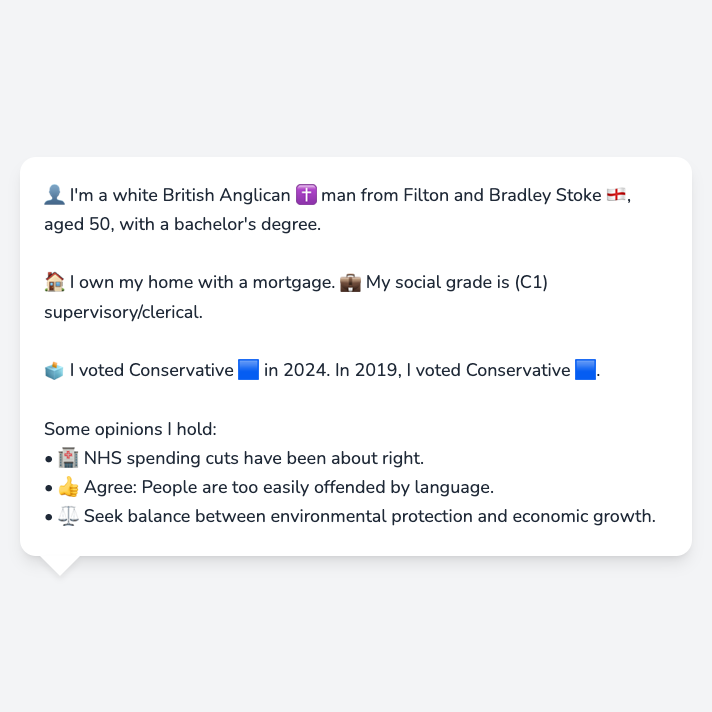 👤 I'm a white British Anglican ✝️ man from Filton and Bradley Stoke 🏴󠁧󠁢󠁥󠁮󠁧󠁿,
aged 50, with a bachelor's degree.
🏠 I own my home with a mortgage. 💼 My social grade is (C1)
supervisory/clerical.
🗳️ I voted Conservative 🟦 in 2024. In 2019, I voted Conservative 🟦.
Some opinions I hold:
• 🏥 NHS spending cuts have been about right.
• 👍 Agree: People are too easily offended by language.
• ⚖️ Seek balance between environmental protection and economic growth.